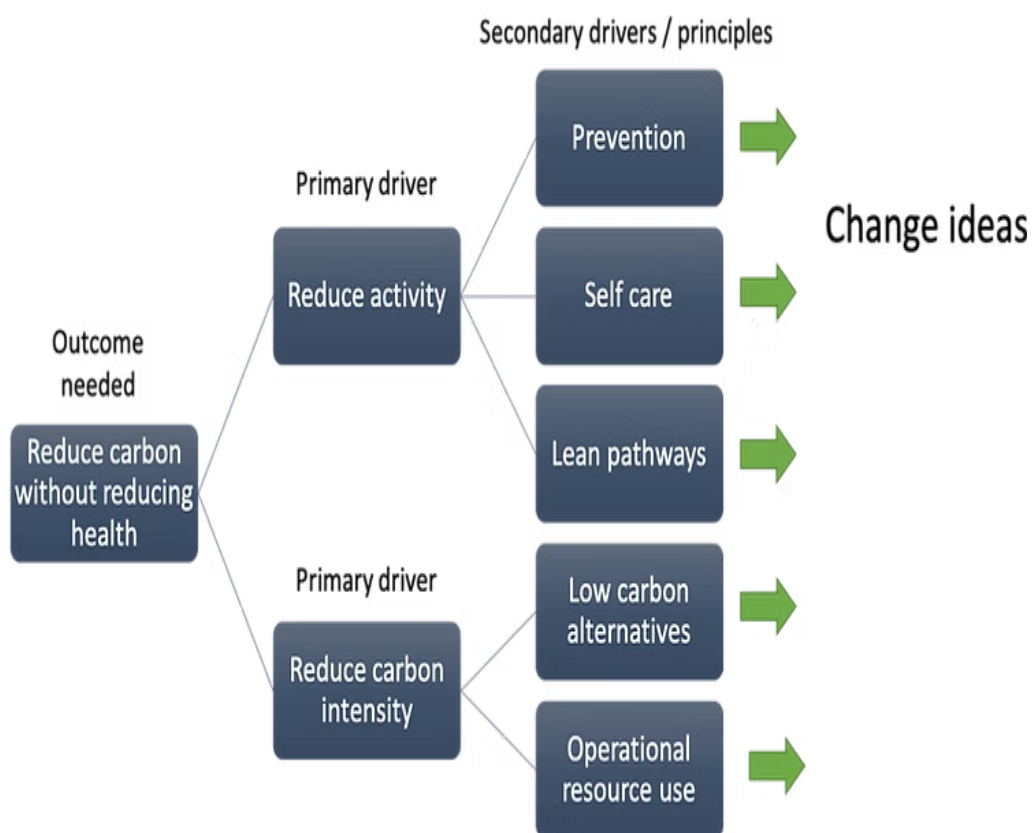 Secondary drivers / principles
Prevention
Primary driver
Change ideas
Reduce activity
Self care
Outcome
needed
Reduce carbon
without reducing
health
Lean pathways
Primary driver
Low carbon
alternatives
Reduce carbon
intensity
Operational
resource use